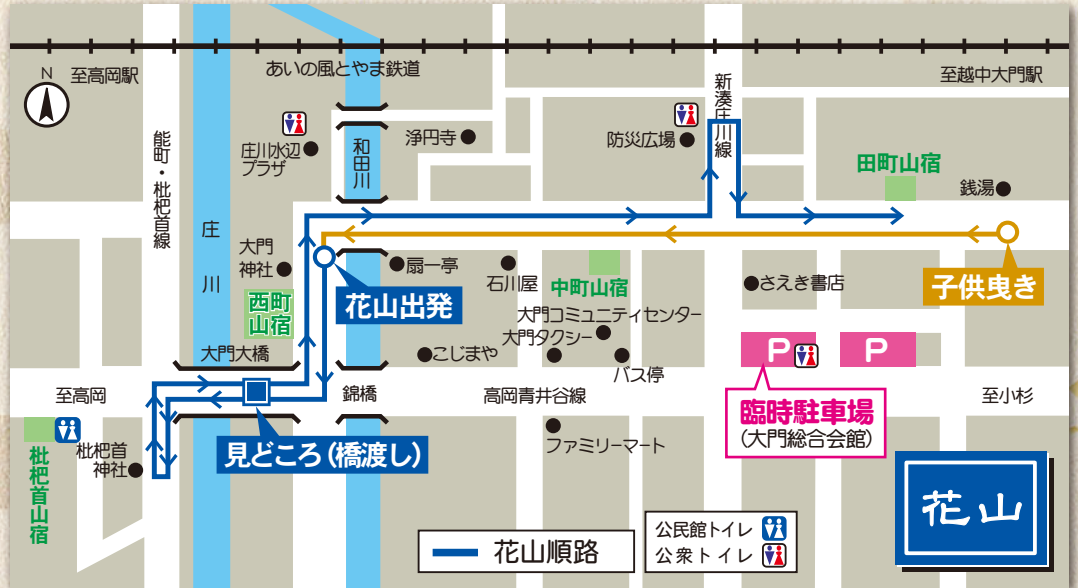 N
至高岡駅
あいの風とやま鉄道
至越中大門駅
能町・枇杷首線
庄川水辺
プラザ
和田川
浄円寺
防災広場
新湊庄川線
田町山宿
銭湯
庄川
大門
神社
西町
山宿
花山出発
扇一亭
石川屋
中町山宿
さえき書店
子供曳き
大門コミュニティセンター
大門タクシー
大門大橋
こじまや
バス停
P
P
至高岡
錦橋
高岡青井谷線
至小杉
臨時駐車場
(大門総合会館)
枇杷首山宿
枇杷首
神社
見どころ(橋渡し)
ファミリーマート
花山
花山順路
公民館トイレ
公衆トイレ